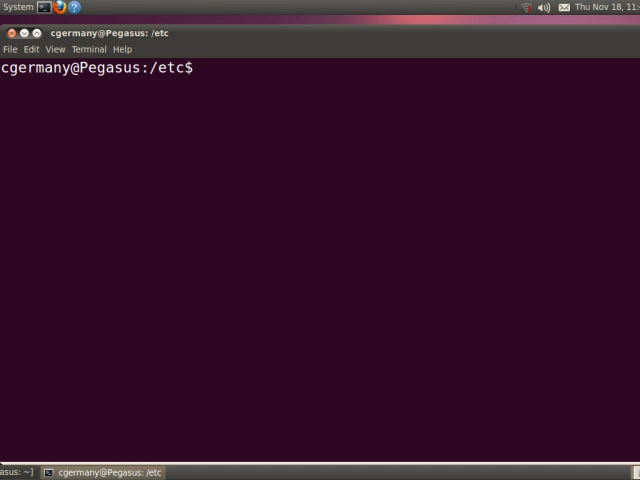 System Thu Nov 18, 11:
cgermany@Pegasus: /etc
File Edit View Terminal Help
cgermany@Pegasus:/etc$
asus: ~] cgermany@Pegasus: /etc